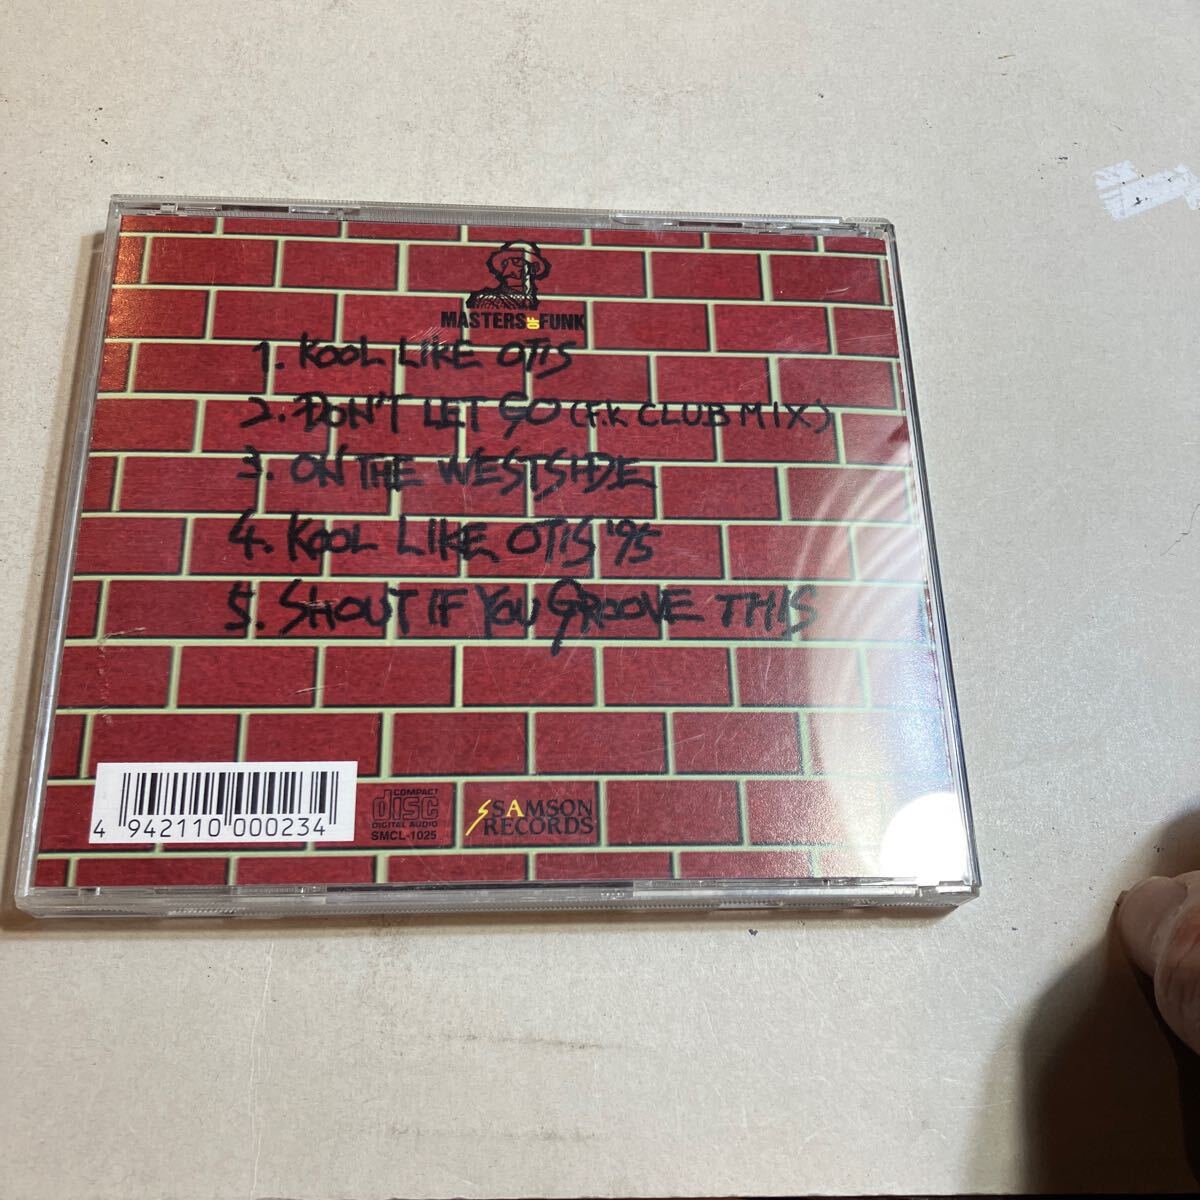 MASTERS OF FUNK
1. KOOL LIKE OTIS
2. DON'T LET GO (F.K. CLUB MIX)
3. ON THE WESTSIDE
4. KOOL LIKE OTIS '95
5. SHOUT IF YOU GROOVE THIS
4 942110 000234
COMPACT
disc
DIGITAL AUDIO
SMCL-1025
SAMSON
RECORDS